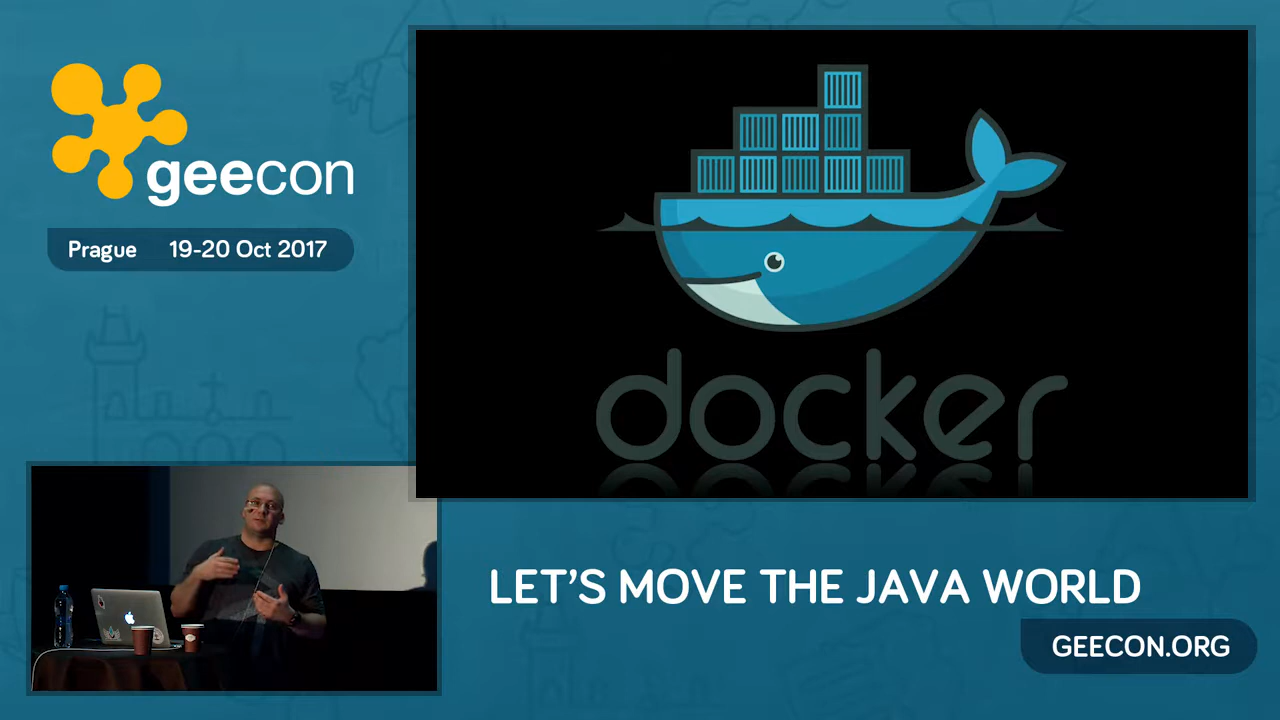 geecon
Prague 19-20 Oct 2017
docker
LET'S MOVE THE JAVA WORLD
GEECON.ORG